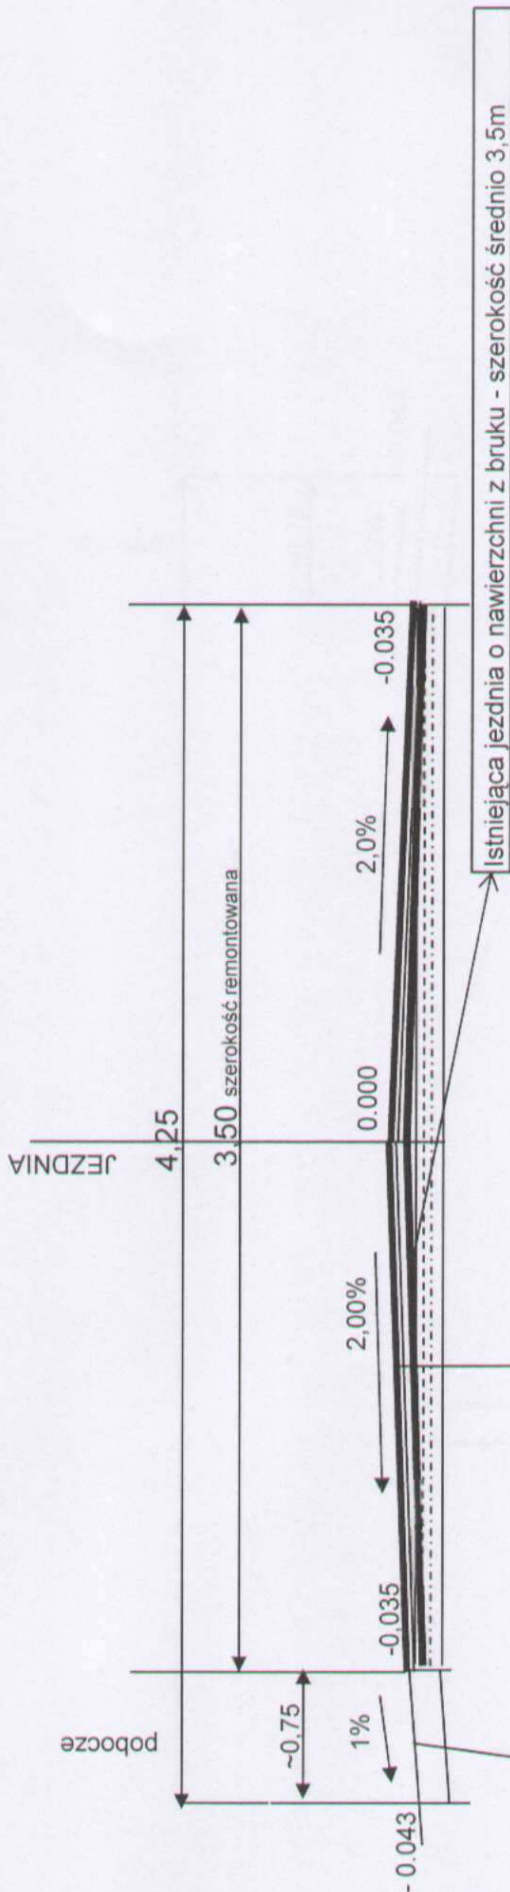 JEZDNIA
pobocze
4,25
3,50 szerokość remontowana
~0,75
1%
2,00%
0.000
2,0%
- 0.043
-0,035
-0.035
Istniejąca jezdnia o nawierzchni z bruku - szerokość średnio 3,5m